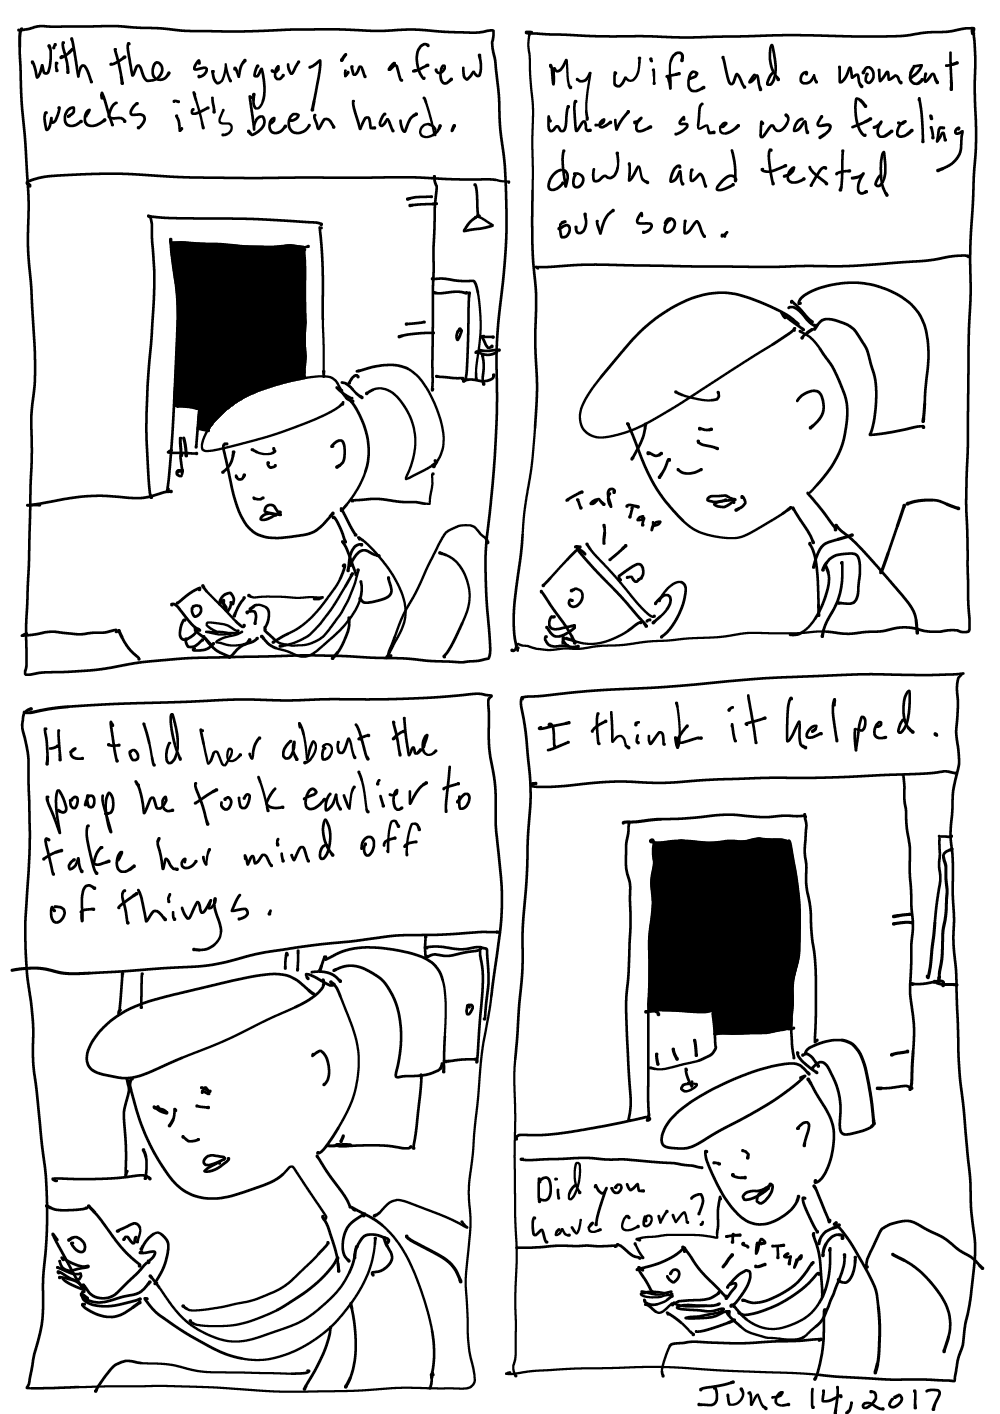 With the surgery in a few
weeks it's been hard.
My wife had a moment
where she was feeling
down and texted
our son.
Tap
Tap
He told her about the
poop he took earlier to
take her mind off
of things.
I think it helped.
Did you
have corn?
Tap Tap
June 14, 2017